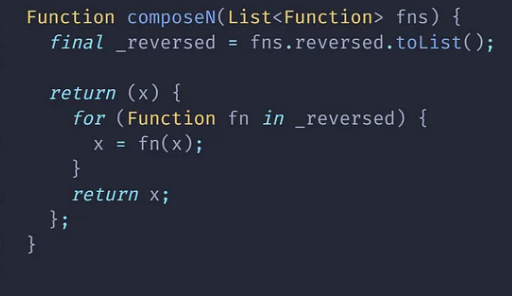 Function composeN(List<Function> fns) {
  final _reversed = fns.reversed.toList();

  return (x) {
    for (Function fn in _reversed) {
      x = fn(x);
    }
    return x;
  };
}